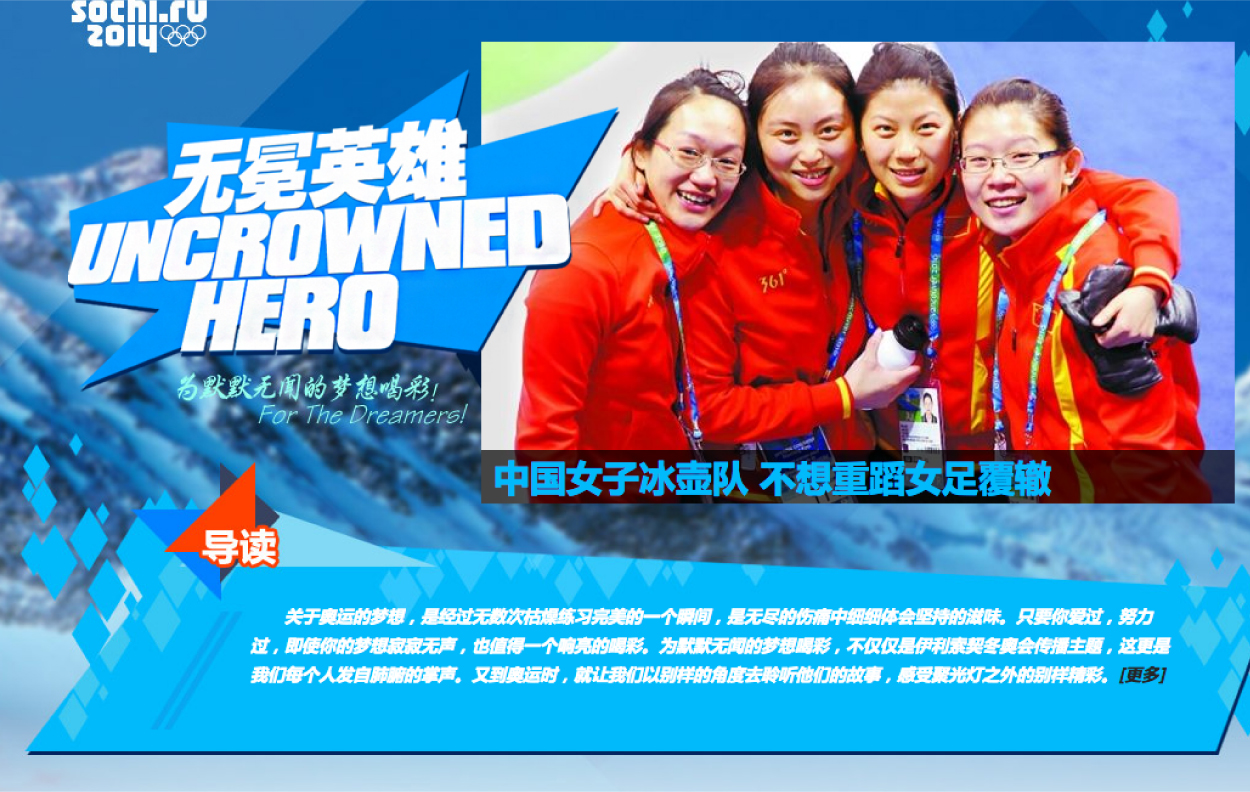 sochi.ru
2014
无冕英雄
UNCROWNED
HERO
为默默无闻的梦想喝彩!
For The Dreamers!
361°
vancouver 2010
中国女子冰壶队 不想重蹈女足覆辙
导读
关于奥运的梦想，是经过无数次枯燥练习完美的一个瞬间，是无尽的伤痛中细细体会坚持的滋味。只要你爱过，努力
过，即使你的梦想寂寂无声，也值得一个响亮的喝彩。为默默无闻的梦想喝彩，不仅仅是伊利索契冬奥会传播主题，这更是
我们每个人发自肺腑的掌声。又到奥运时，就让我们以别样的角度去聆听他们的故事，感受聚光灯之外的别样精彩。[更多]